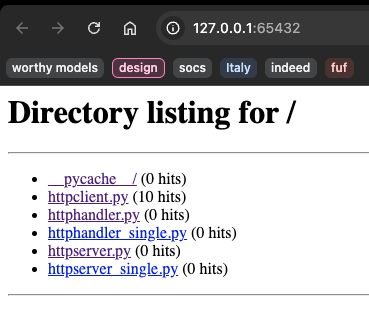 127.0.0.1:65432
worthy models design socs Italy indeed fuf
Directory listing for /
__pycache__/ (0 hits)
httpclient.py (10 hits)
httphandler.py (0 hits)
httphandler_single.py (0 hits)
httpserver.py (0 hits)
httpserver_single.py (0 hits)